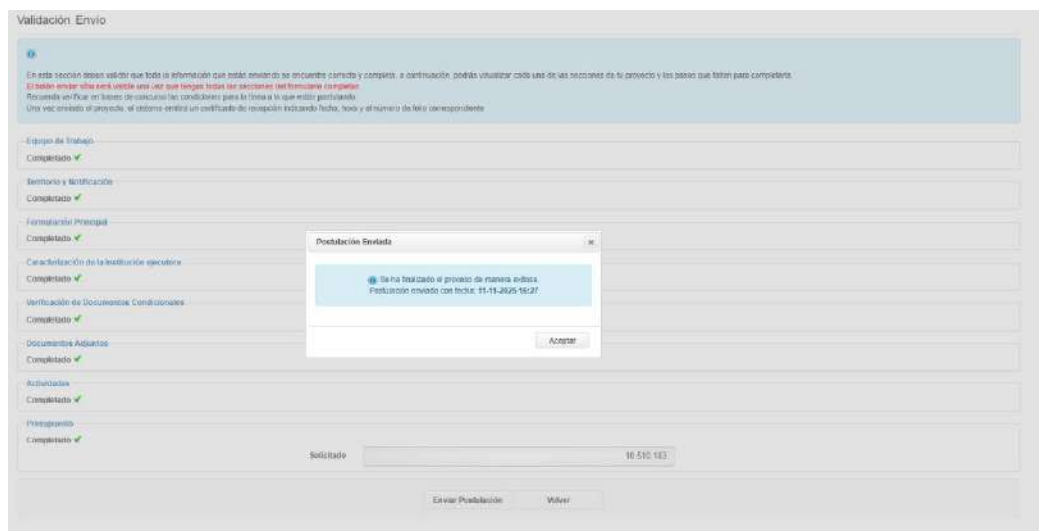 Validación Envío
En esta sección debes validar que toda la información que estás enviando se encuentre correcta y completa, a continuación, podrás visualizar cada una de las secciones de tu proyecto y los pasos que faltan para completarla.
El botón enviar sólo será visible una vez que tengas todas las secciones del formulario completas
Recuerda verificar en bases de concurso las condiciones para la línea a la que estás postulando
Una vez enviado el proyecto, el sistema emitirá un certificado de recepción indicando fecha, hora y el número de folio correspondiente
Equipo de Trabajo
Completado
Territorio y Notificación
Completado
Formulación Principal
Completado
Caracterización de la Institución ejecutora
Completado
Verificación de Documentos Condicionales
Completado
Documentos Adjuntos
Completado
Actividades
Completado
Presupuesto
Completado
Solicitado 10.510.183
Enviar Postulación Volver
Postulación Enviada
Se ha finalizado el proceso de manera exitosa.
Postulación enviada con fecha: 11-11-2025 16:27
Aceptar